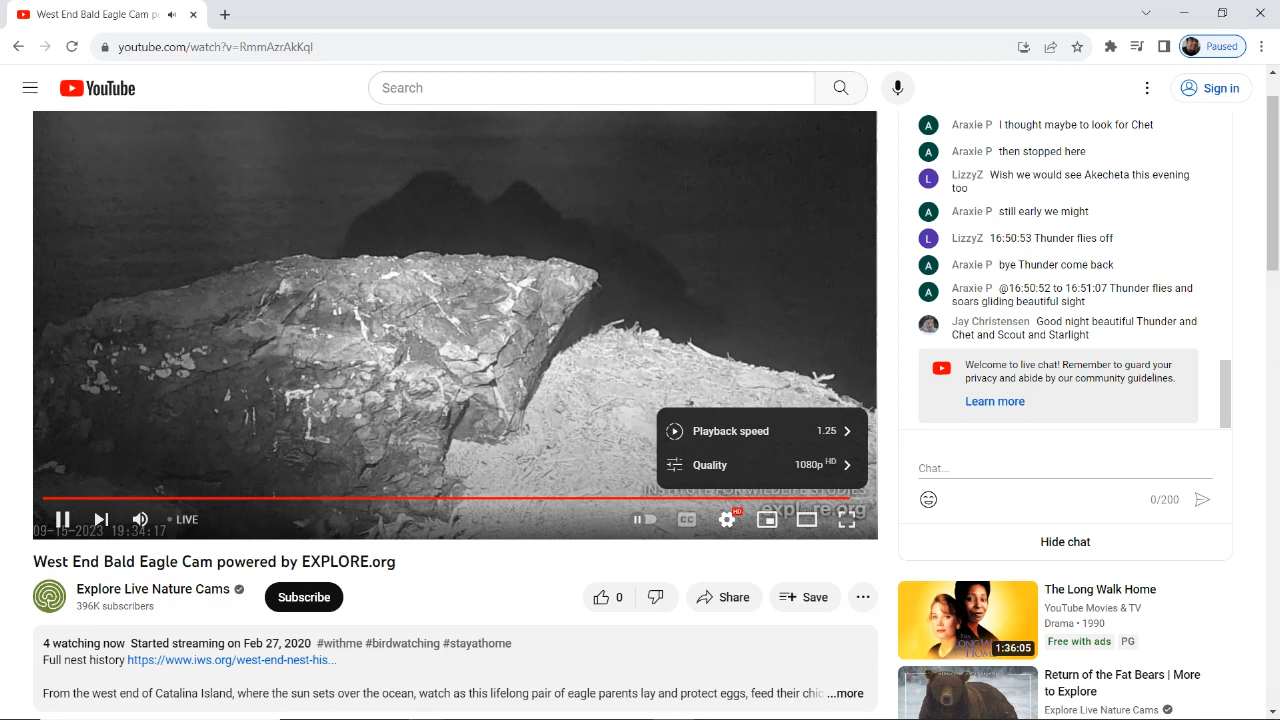 West End Bald Eagle Cam po
youtube.com/watch?v=RmmAzrAkKqI
Paused
YouTube
Search
Sign in
A Araxie P I thought maybe to look for Chet
A Araxie P then stopped here
L LizzyZ Wish we would see Akecheta this evening
too
A Araxie P still early we might
L LizzyZ 16:50:53 Thunder flies off
A Araxie P bye Thunder come back
A Araxie P @16:50:52 to 16:51:07 Thunder flies and
soars gliding beautiful sight
Jay Christensen Good night beautiful Thunder and
Chet and Scout and Starlight
Welcome to live chat! Remember to guard your
privacy and abide by our community guidelines.
Learn more
Chat...
0/200
Hide chat
Playback speed 1.25
Quality 1080p HD
INSTITUTE FOR WILDLIFE STUDIES
explore.org
LIVE
CC
HD
09-15-2023 19:34:17
West End Bald Eagle Cam powered by EXPLORE.org
Explore Live Nature Cams
396K subscribers
Subscribe
0
Share
Save
4 watching now Started streaming on Feb 27, 2020 #withme #birdwatching #stayathome
Full nest history https://www.iws.org/west-end-nest-his...
From the west end of Catalina Island, where the sun sets over the ocean, watch as this lifelong pair of eagle parents lay and protect eggs, feed their chic ...more
THE
LONG WALK
HOME
1:36:05
The Long Walk Home
YouTube Movies & TV
Drama • 1990
Free with ads PG
Return of the Fat Bears | More
to Explore
Explore Live Nature Cams